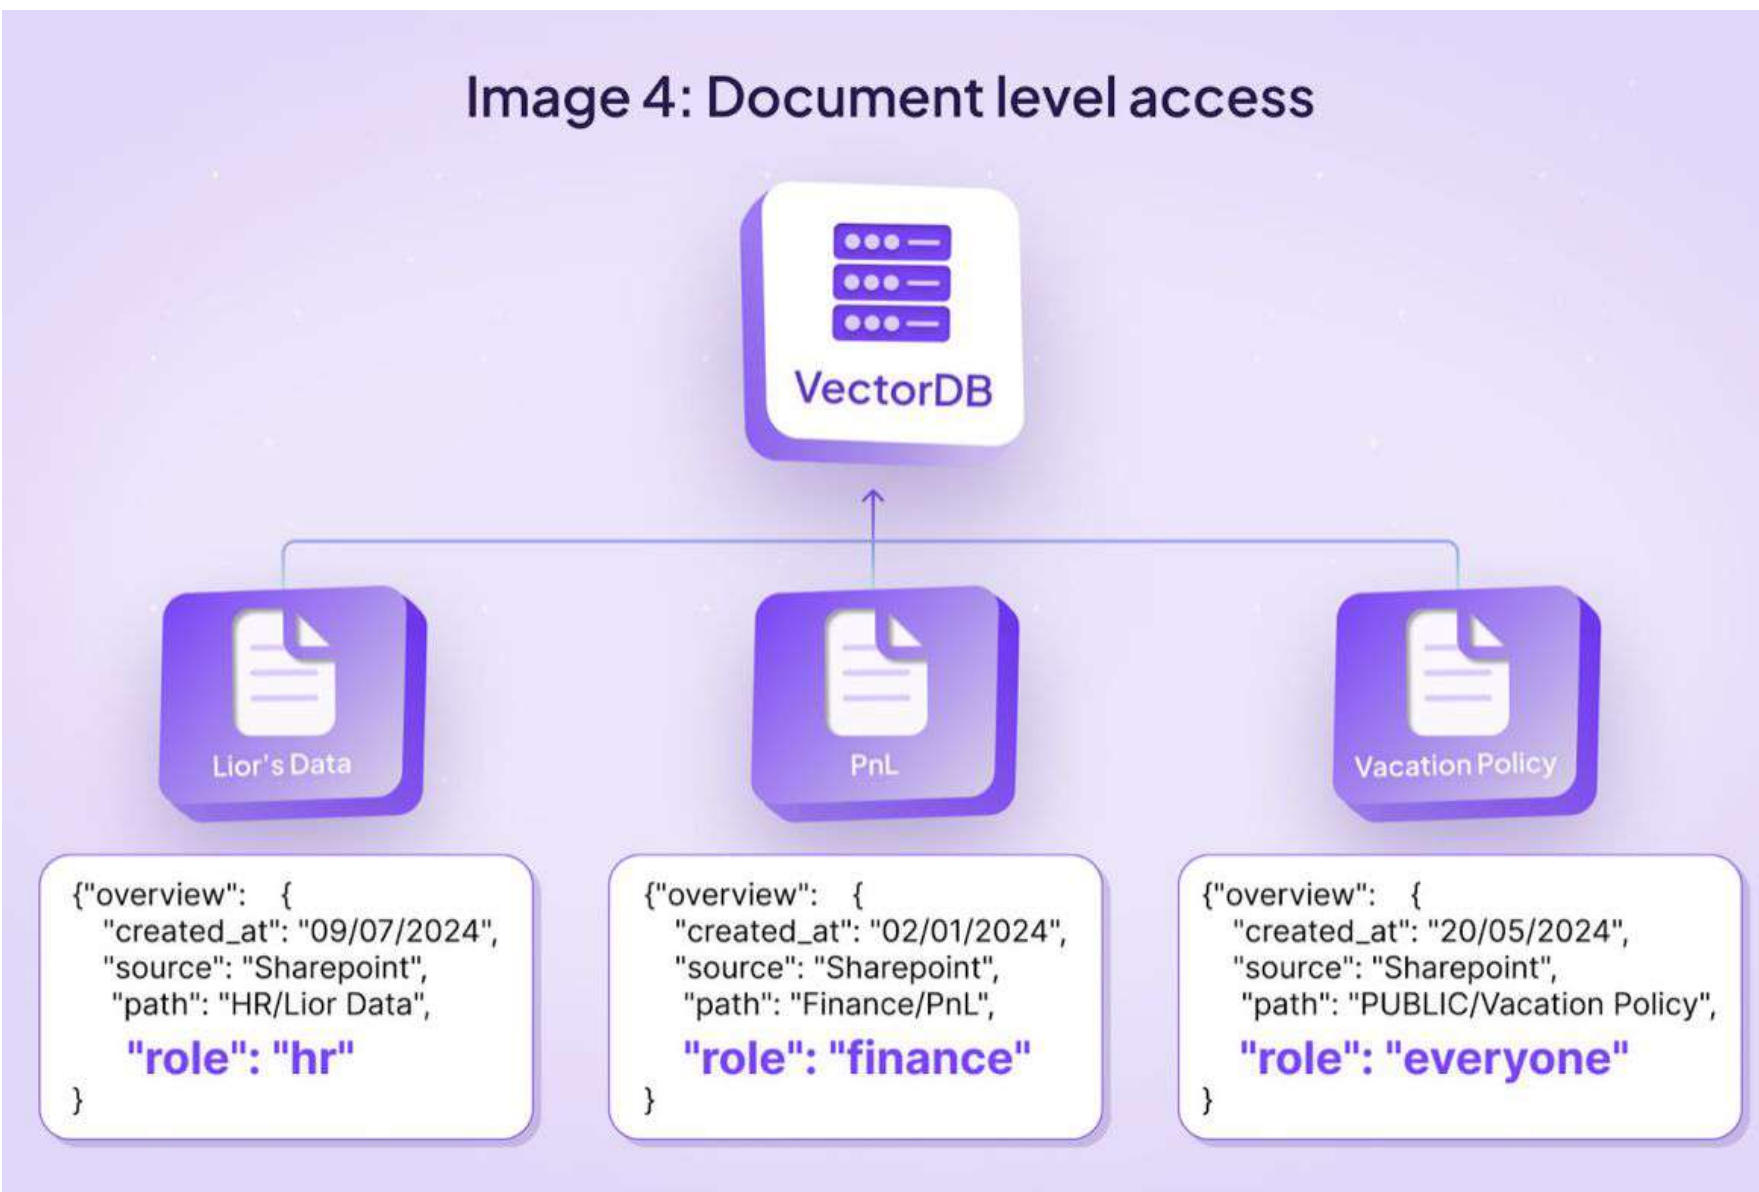 Image 4: Document level access
VectorDB
Lior's Data
PnL
Vacation Policy
{"overview": {
"created_at": "09/07/2024",
"source": "Sharepoint",
"path": "HR/Lior Data",
"role": "hr"
}
{"overview": {
"created_at": "02/01/2024",
"source": "Sharepoint",
"path": "Finance/PnL",
"role": "finance"
}
{"overview": {
"created_at": "20/05/2024",
"source": "Sharepoint",
"path": "PUBLIC/Vacation Policy",
"role": "everyone"
}